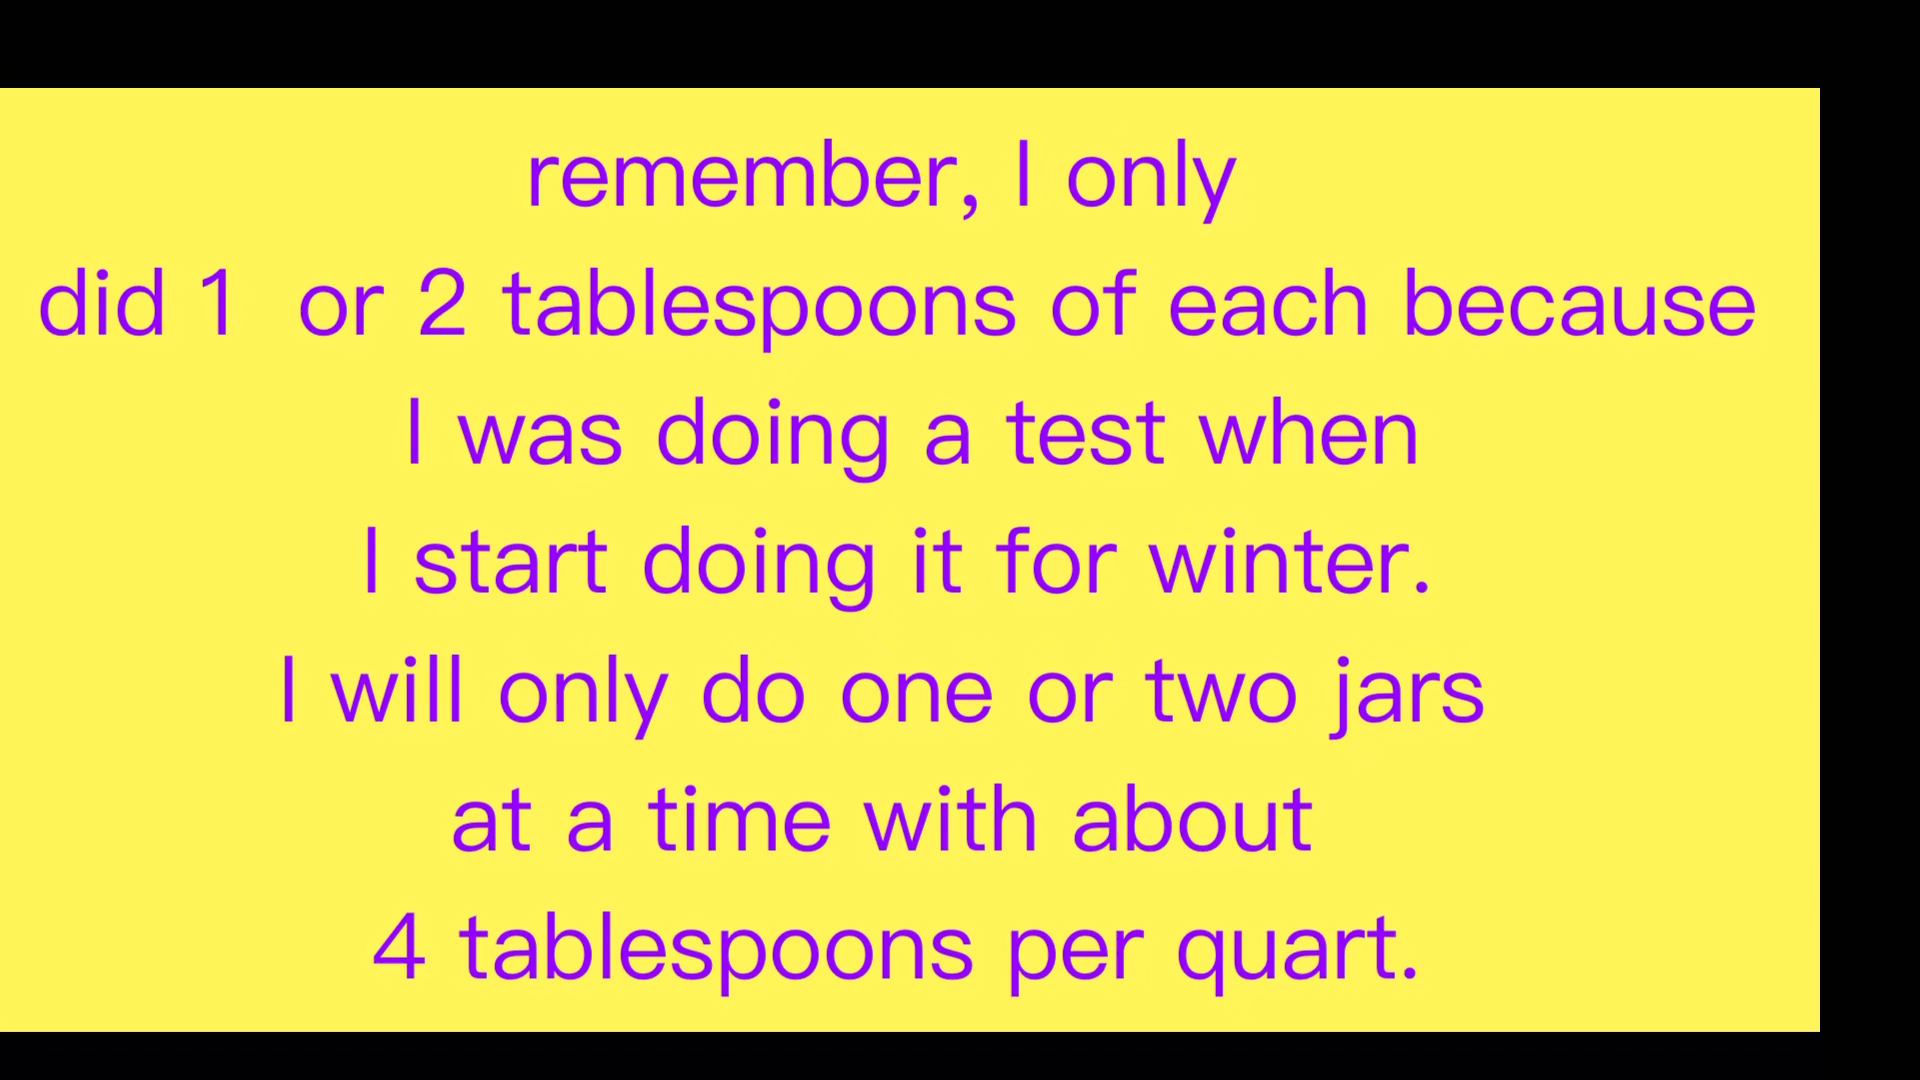 remember, I only
did 1  or 2 tablespoons of each because
I was doing a test when
I start doing it for winter.
I will only do one or two jars
at a time with about
4 tablespoons per quart.